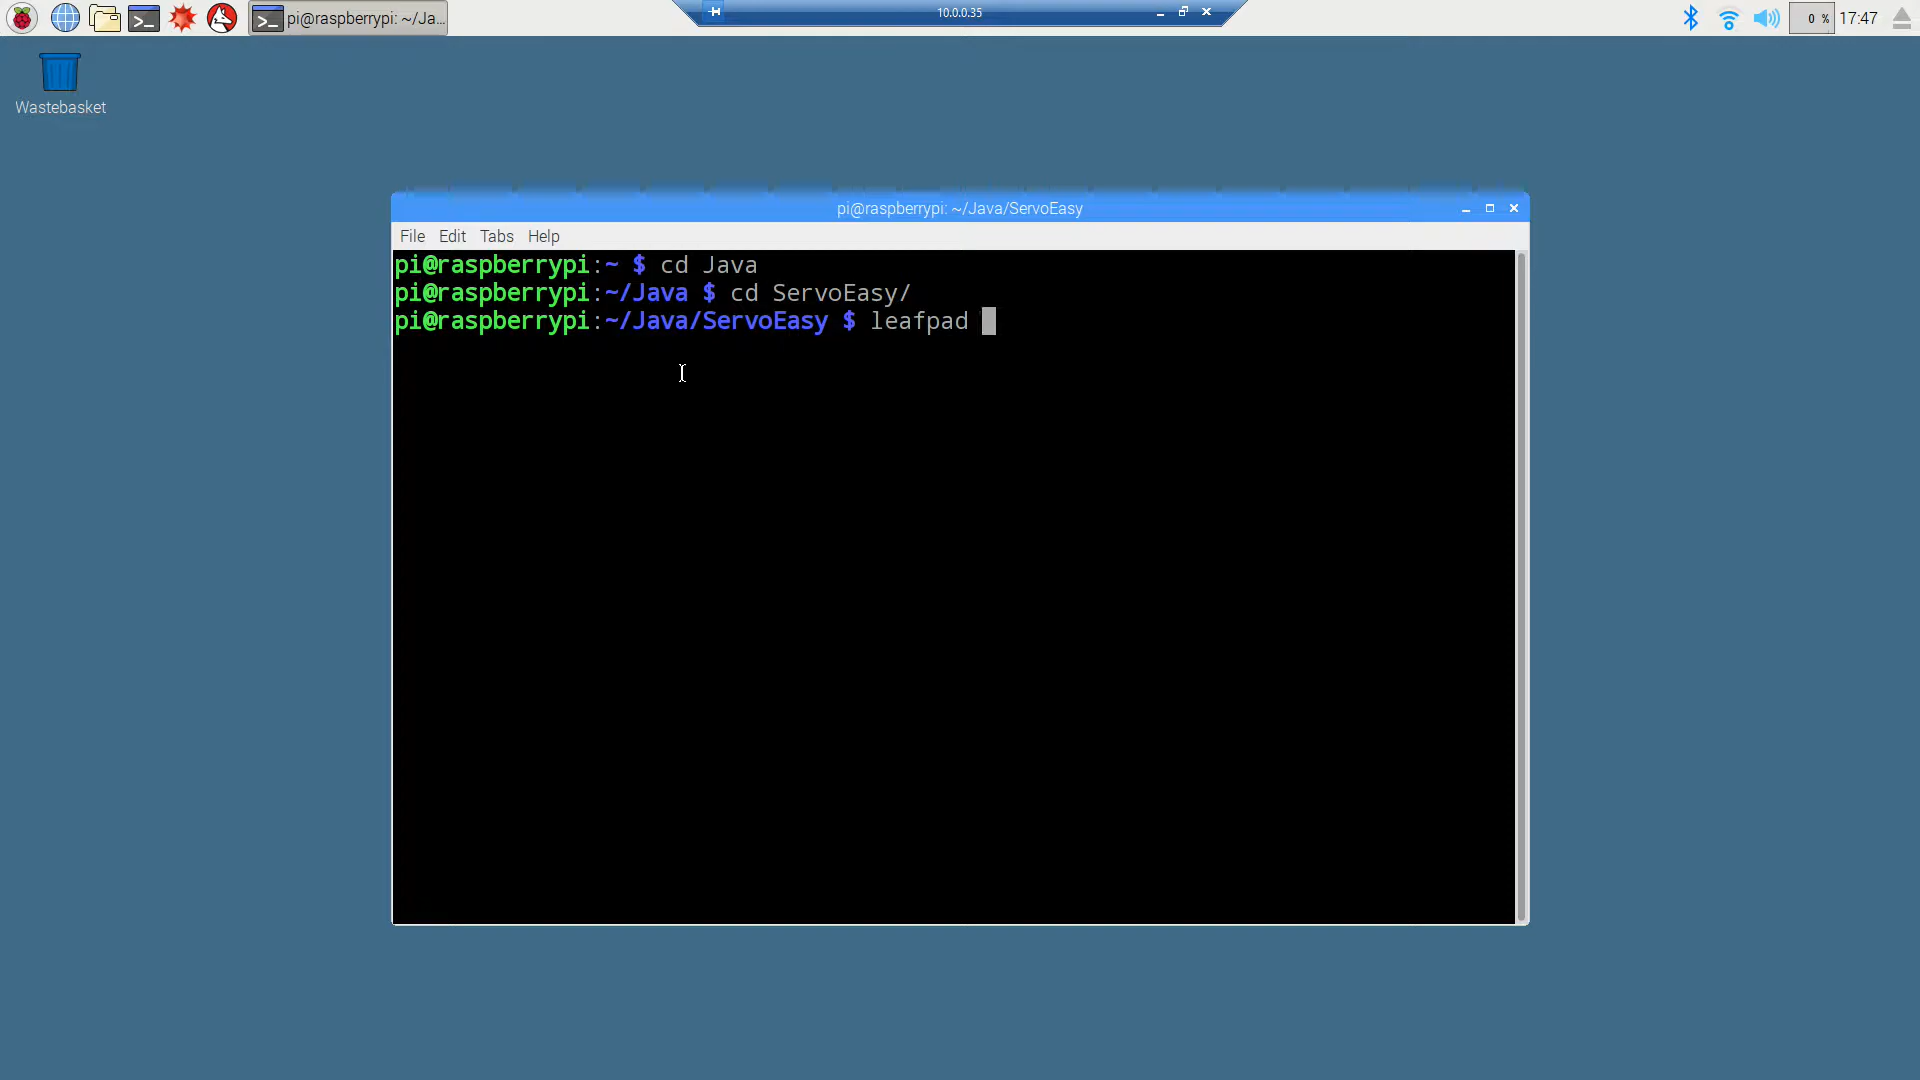 pi@raspberrypi: ~/Ja...
10.0.0.35
0 %
17:47
Wastebasket
pi@raspberrypi: ~/Java/ServoEasy
File Edit Tabs Help
pi@raspberrypi:~ $ cd Java
pi@raspberrypi:~/Java $ cd ServoEasy/
pi@raspberrypi:~/Java/ServoEasy $ leafpad